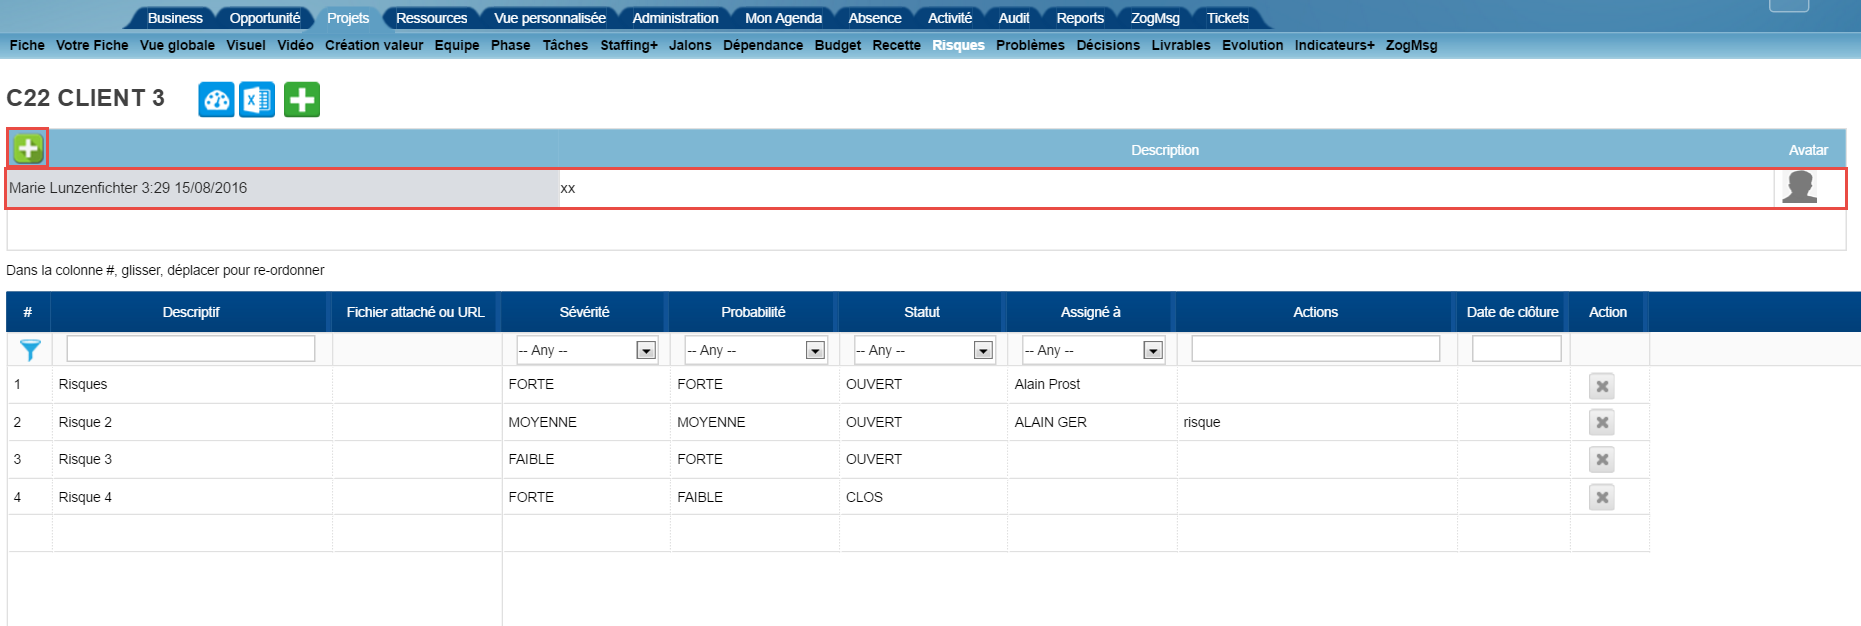 Business Opportunité Projets Ressources Vue personnalisée Administration Mon Agenda Absence Activité Audit Reports ZogMsg Tickets
Fiche Votre Fiche Vue globale Visuel Vidéo Création valeur Equipe Phase Tâches Staffing+ Jalons Dépendance Budget Recette Risques Problèmes Décisions Livrables Evolution Indicateurs+ ZogMsg
C22 CLIENT 3
Description Avatar
Marie Lunzenfichter 3:29 15/08/2016 xx
Dans la colonne #, glisser, déplacer pour re-ordonner
# Descriptif Fichier attaché ou URL Sévérité Probabilité Statut Assigné à Actions Date de clôture Action
-- Any -- -- Any -- -- Any -- -- Any --
1 Risques FORTE FORTE OUVERT Alain Prost
2 Risque 2 MOYENNE MOYENNE OUVERT ALAIN GER risque
3 Risque 3 FAIBLE FORTE OUVERT
4 Risque 4 FORTE FAIBLE CLOS